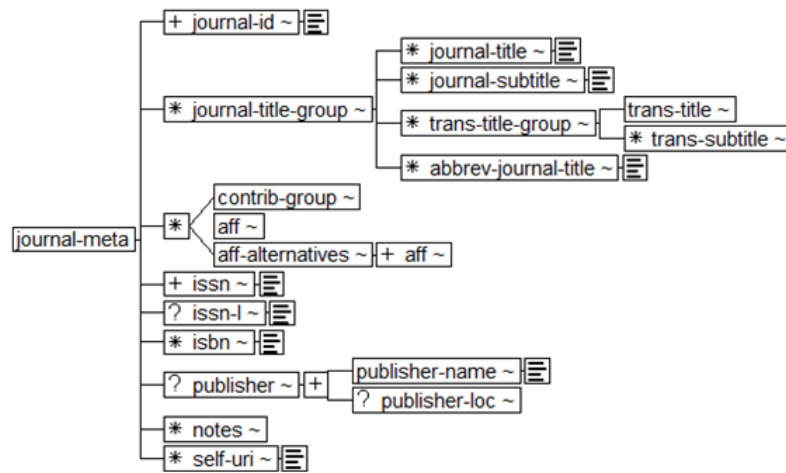 + journal-id ~
* journal-title ~
* journal-subtitle ~
* journal-title-group ~
* trans-title-group ~
trans-title ~
* trans-subtitle ~
* abbrev-journal-title ~
contrib-group ~
journal-meta
*
aff ~
aff-alternatives ~
+ aff ~
+ issn ~
? issn-l ~
* isbn ~
? publisher ~
+
publisher-name ~
? publisher-loc ~
* notes ~
* self-uri ~